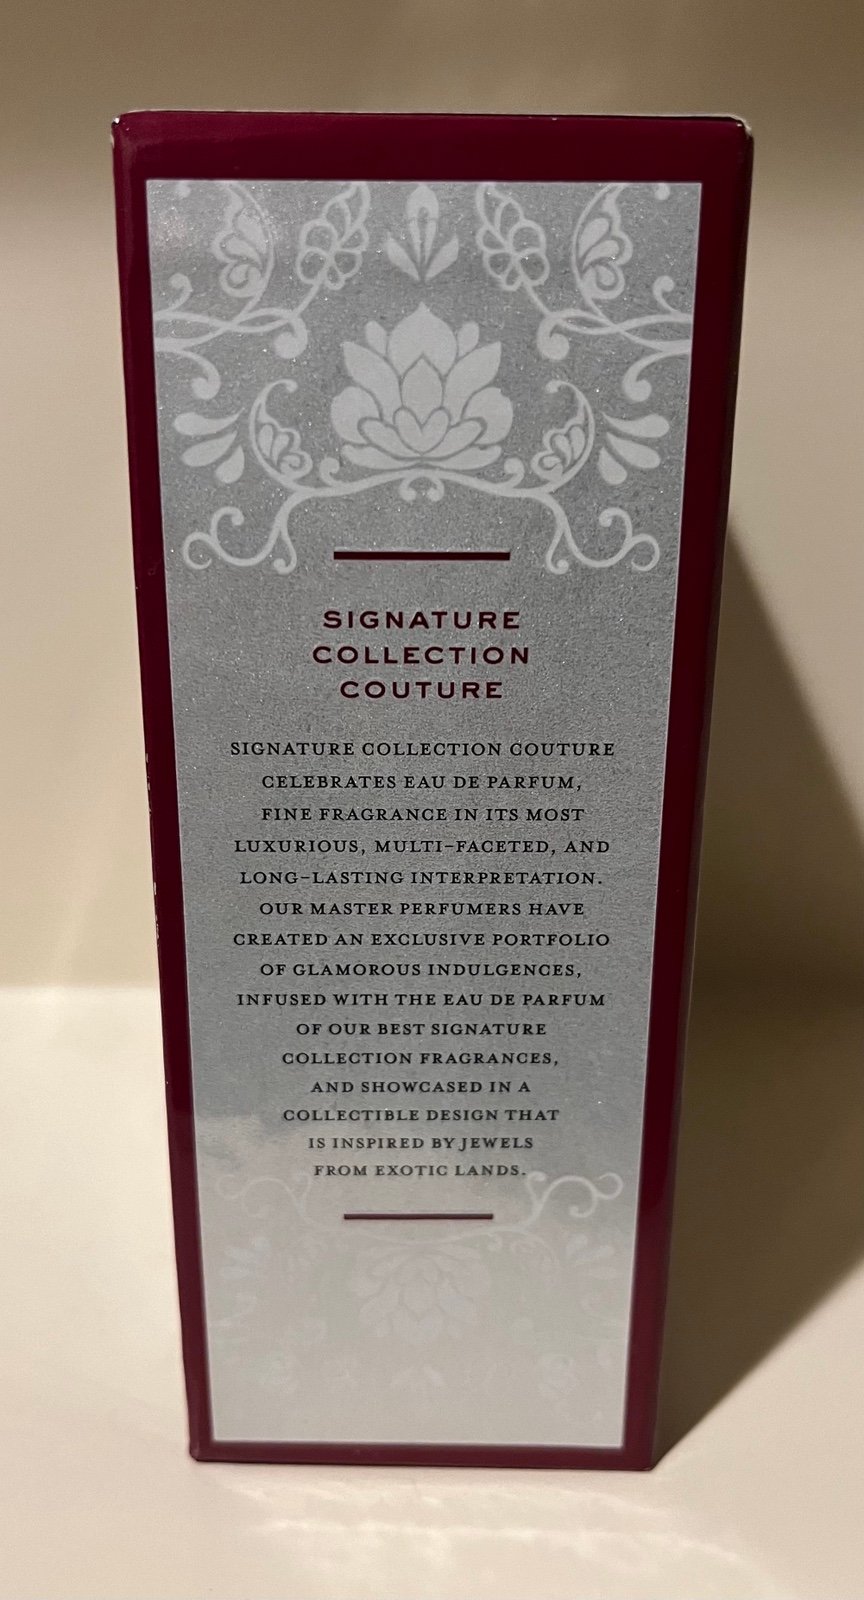 SIGNATURE
COLLECTION
COUTURE
SIGNATURE COLLECTION COUTURE
CELEBRATES EAU DE PARFUM,
FINE FRAGRANCE IN ITS MOST
LUXURIOUS, MULTI-FACETED, AND
LONG-LASTING INTERPRETATION.
OUR MASTER PERFUMERS HAVE
CREATED AN EXCLUSIVE PORTFOLIO
OF GLAMOROUS INDULGENCES,
INFUSED WITH THE EAU DE PARFUM
OF OUR BEST SIGNATURE
COLLECTION FRAGRANCES,
AND SHOWCASED IN A
COLLECTIBLE DESIGN THAT
IS INSPIRED BY JEWELS
FROM EXOTIC LANDS.